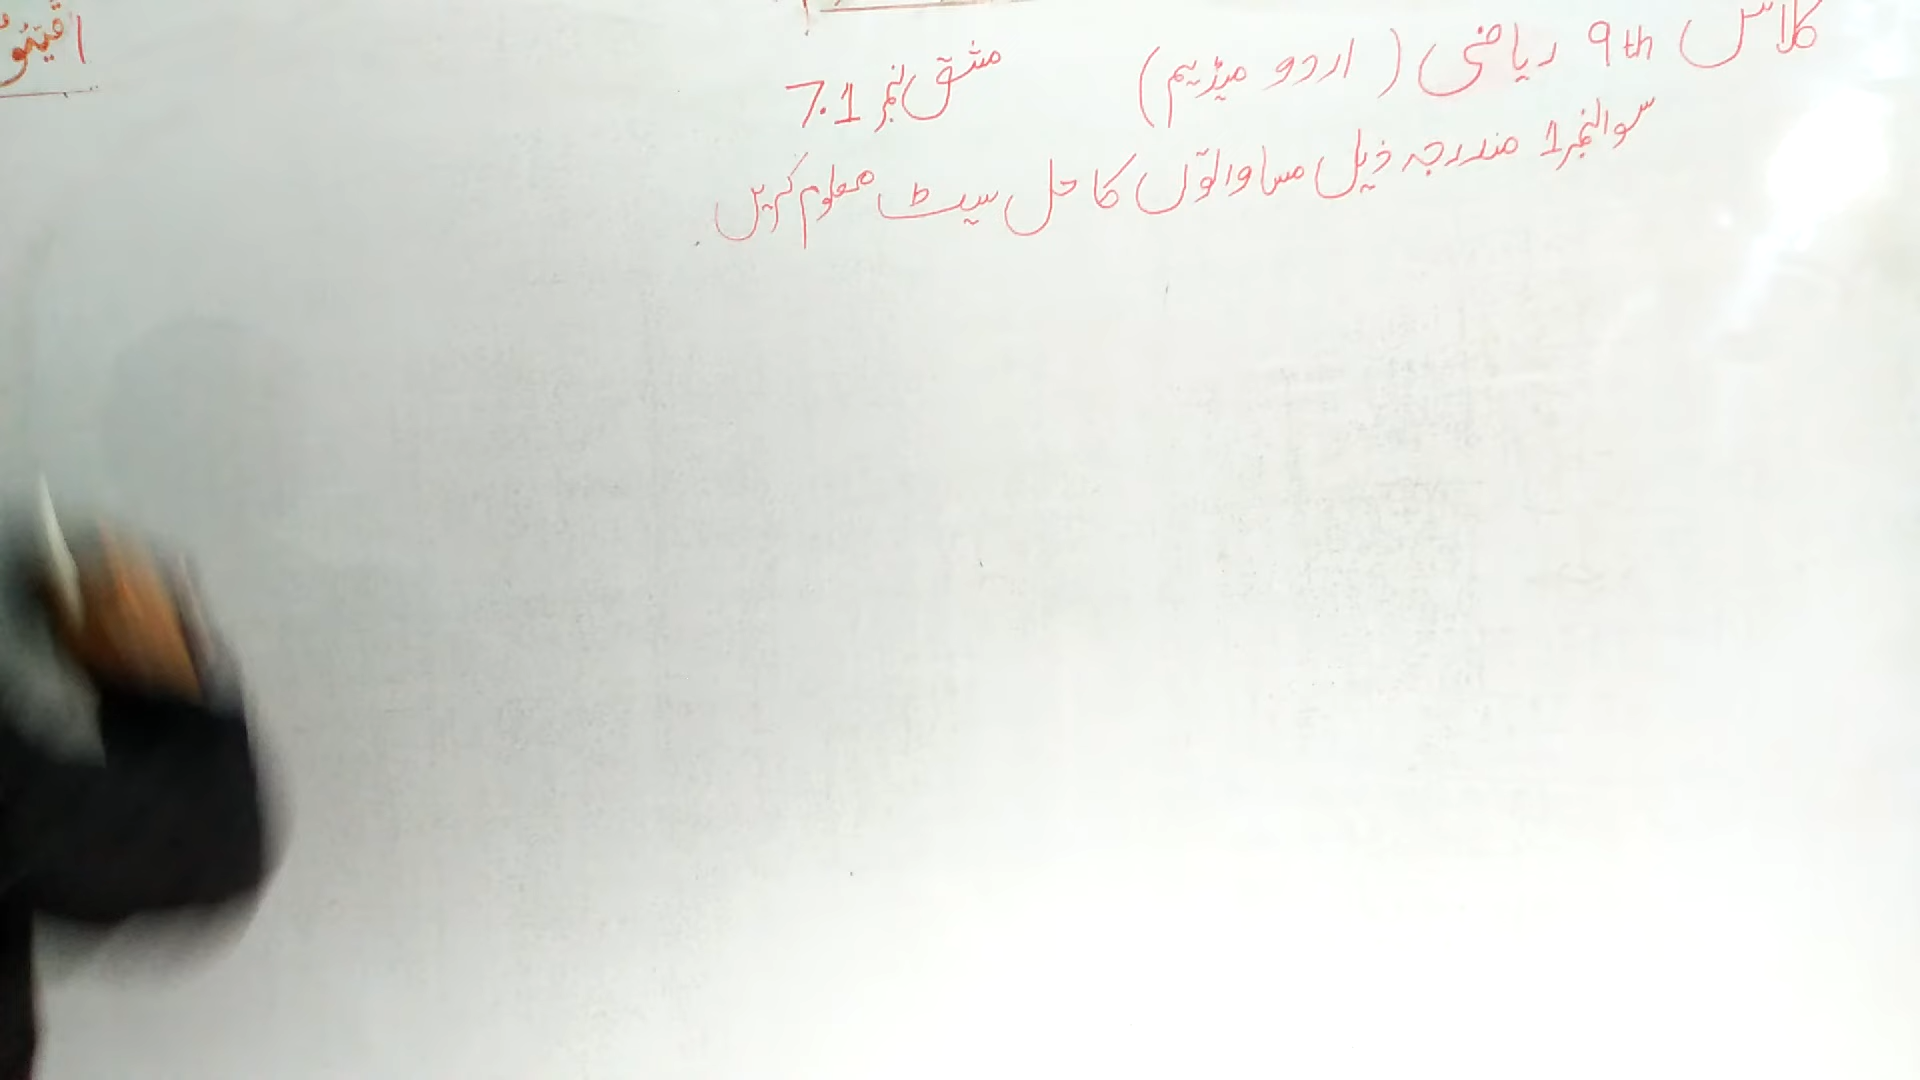 کلاس 9th ریاضی (اردو میڈیم) مشق نمبر 7.1
سوال نمبر 1 مندرجہ ذیل مساواتوں کا حل سیٹ معلوم کریں.